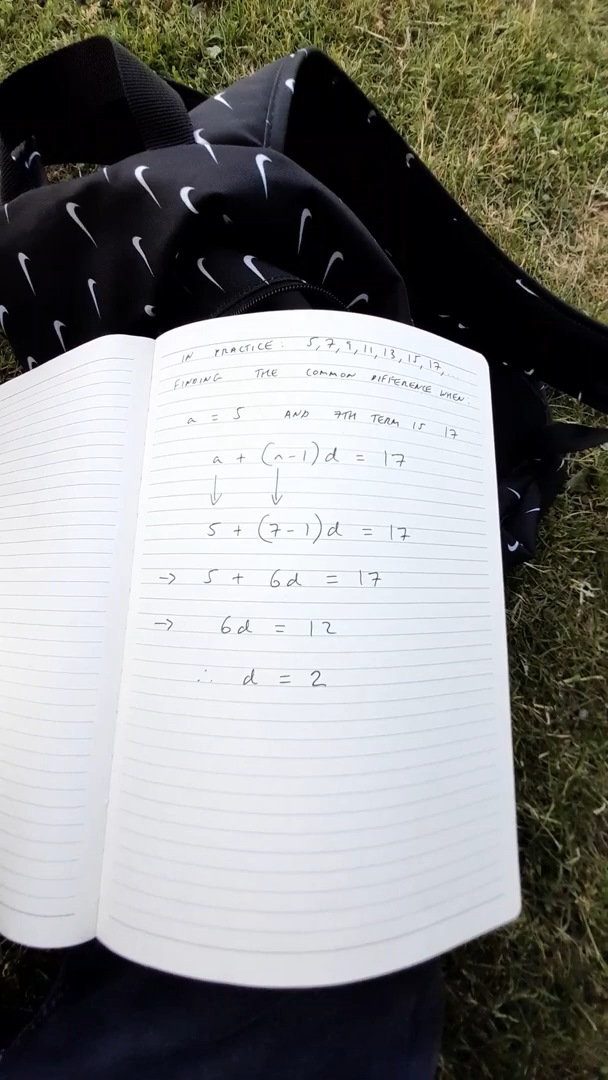 IN PRACTICE: 5, 7, 9, 11, 13, 15, 17, ...
FINDING THE COMMON DIFFERENCE WHEN:
a = 5 AND 7TH TERM IS 17
a + (n-1)d = 17
↓ ↓
5 + (7-1)d = 17
→ 5 + 6d = 17
→ 6d = 12
∴ d = 2